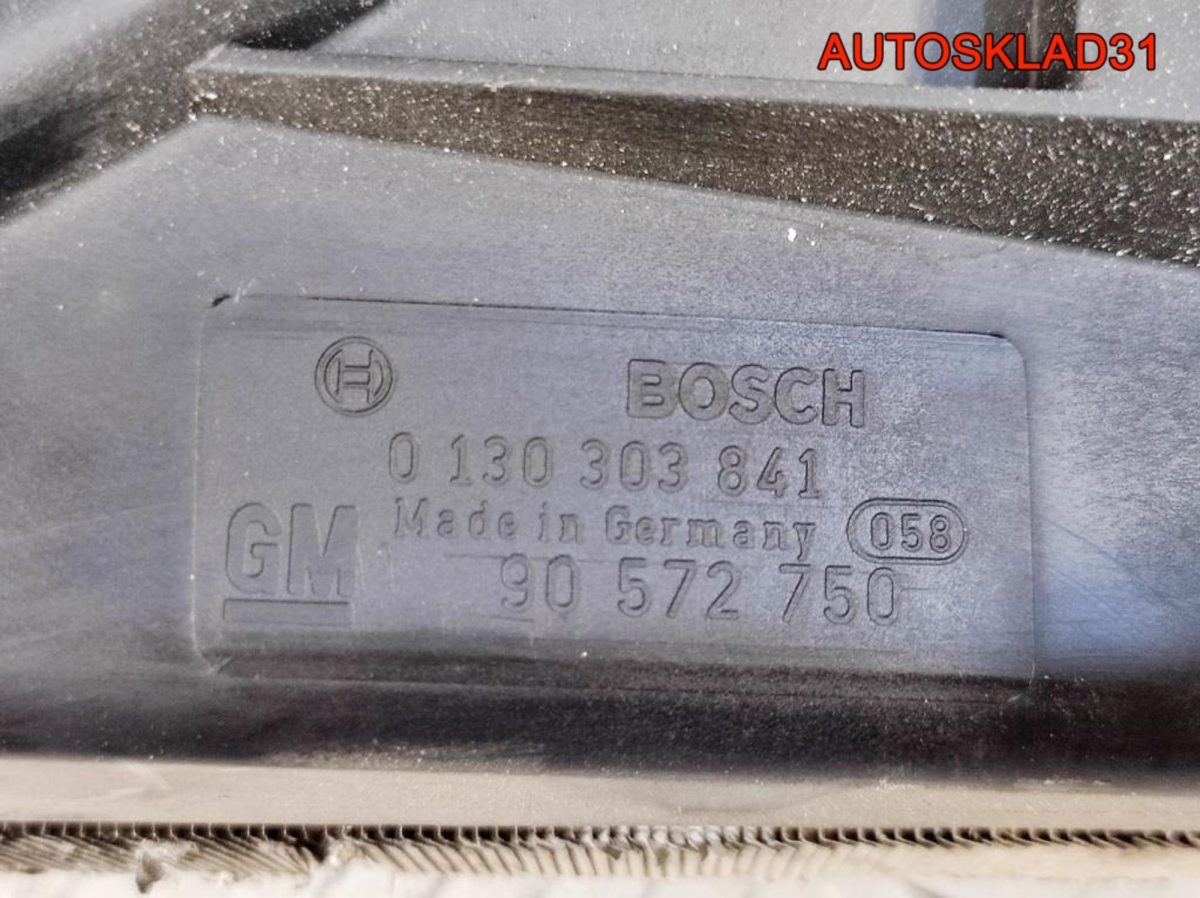 AUTOSKLAD31
BOSCH
0 130 303 841
Made in Germany 058
GM
90 572 750